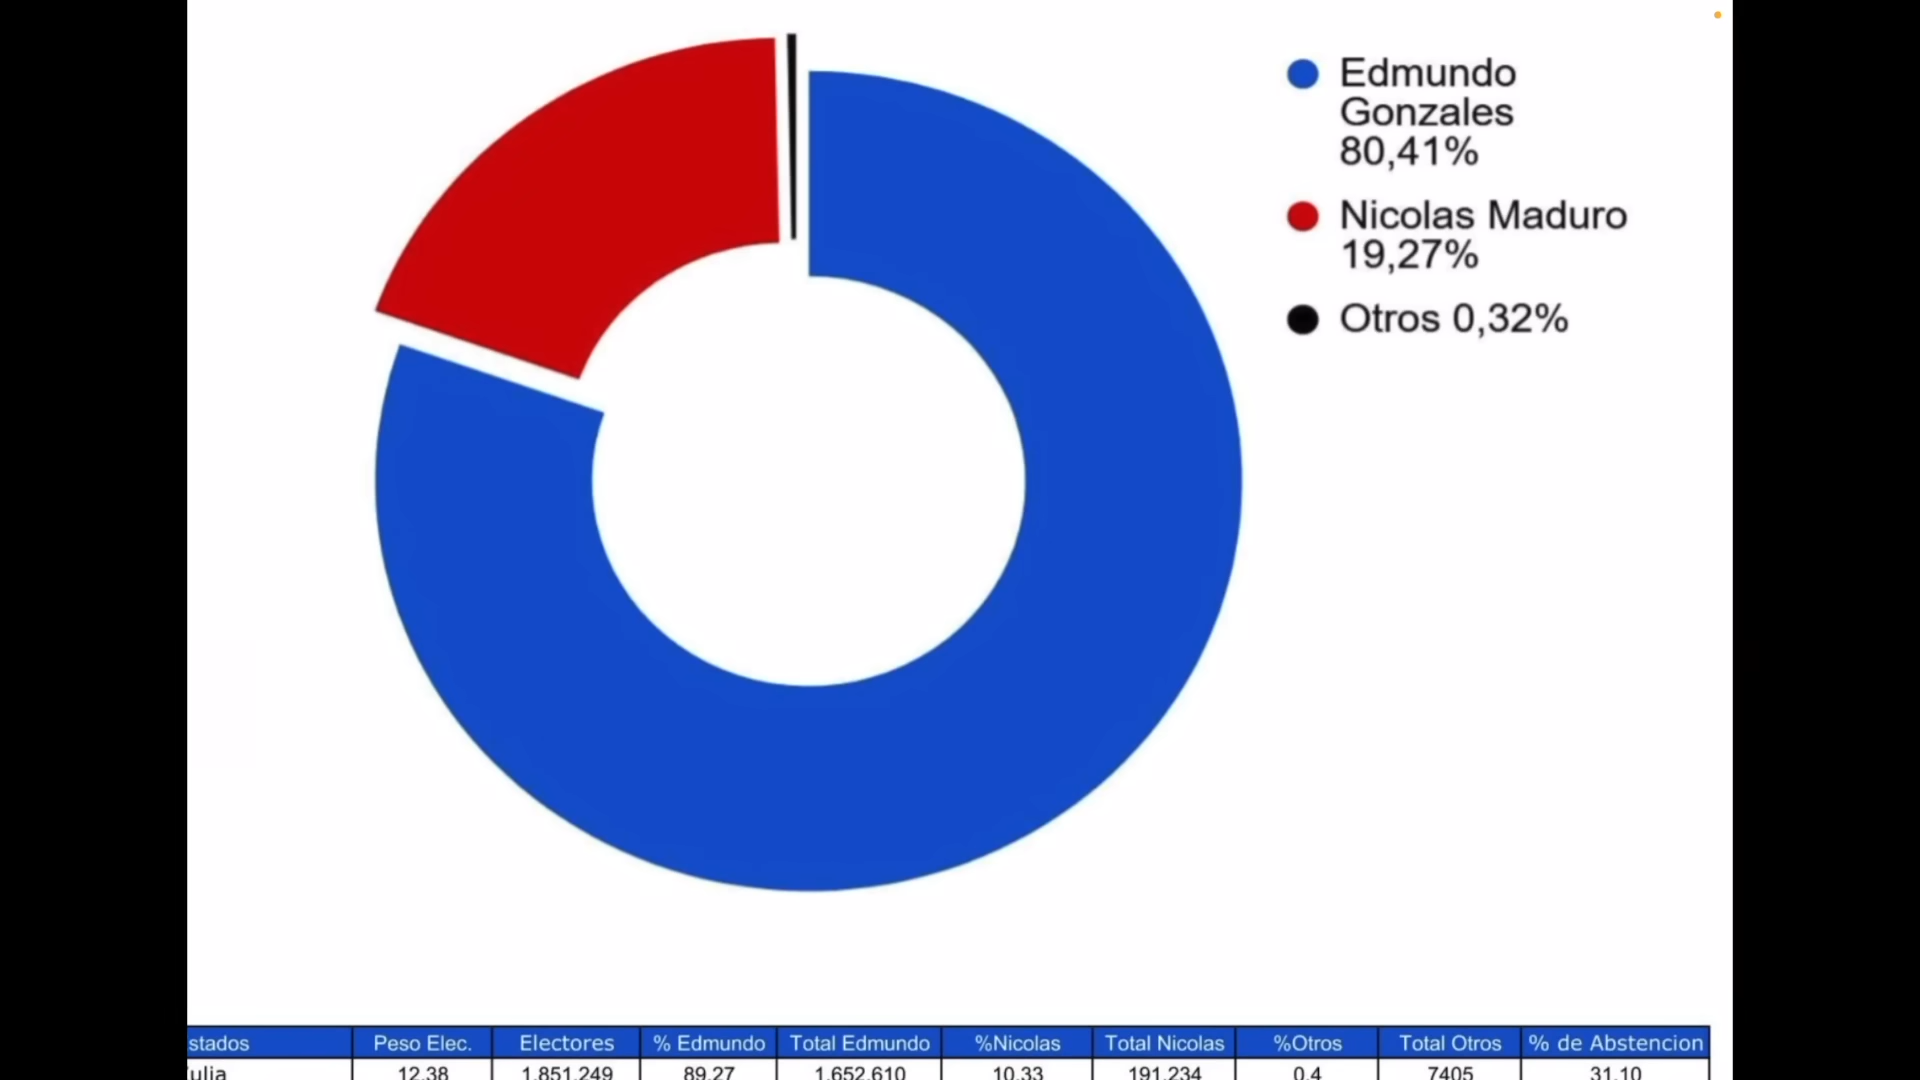 Edmundo
Gonzales
80,41%
Nicolas Maduro
19,27%
Otros 0,32%
stados Peso Elec. Electores % Edmundo Total Edmundo %Nicolas Total Nicolas %Otros Total Otros % de Abstencion
ulia 12.38 1.851.249 89.27 1.652.610 10.33 191.234 0.4 7405 31.10